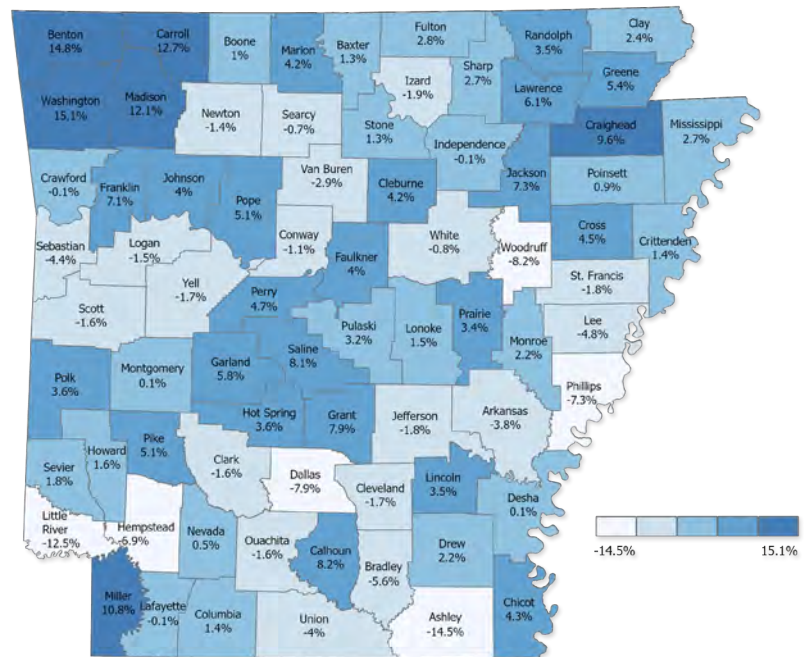 Benton
14.8%
Carroll
12.7%
Boone
1%
Marion
4.2%
Baxter
1.3%
Fulton
2.8%
Randolph
3.5%
Clay
2.4%
Izard
-1.9%
Sharp
2.7%
Lawrence
6.1%
Greene
5.4%
Washington
15.1%
Madison
12.1%
Newton
-1.4%
Searcy
-0.7%
Stone
1.3%
Independence
-0.1%
Craighead
9.6%
Mississippi
2.7%
Crawford
-0.1%
Franklin
7.1%
Johnson
4%
Pope
5.1%
Van Buren
-2.9%
Cleburne
4.2%
Jackson
7.3%
Poinsett
0.9%
Sebastian
-4.4%
Logan
-1.5%
Conway
-1.1%
Faulkner
4%
White
-0.8%
Woodruff
-8.2%
Cross
4.5%
Crittenden
1.4%
Scott
-1.6%
Yell
-1.7%
Perry
4.7%
St. Francis
-1.8%
Pulaski
3.2%
Lonoke
1.5%
Prairie
3.4%
Monroe
2.2%
Lee
-4.8%
Polk
3.6%
Montgomery
0.1%
Garland
5.8%
Saline
8.1%
Phillips
-7.3%
Hot Spring
3.6%
Grant
7.9%
Jefferson
-1.8%
Arkansas
-3.8%
Sevier
1.8%
Howard
1.6%
Pike
5.1%
Clark
-1.6%
Dallas
-7.9%
Cleveland
-1.7%
Lincoln
3.5%
Desha
0.1%
Little
River
-12.5%
Hempstead
-6.9%
Nevada
0.5%
Ouachita
-1.6%
Calhoun
8.2%
Bradley
-5.6%
Drew
2.2%
Miller
10.8%
Lafayette
-0.1%
Columbia
1.4%
Union
-4%
Ashley
-14.5%
Chicot
4.3%
-14.5%
15.1%